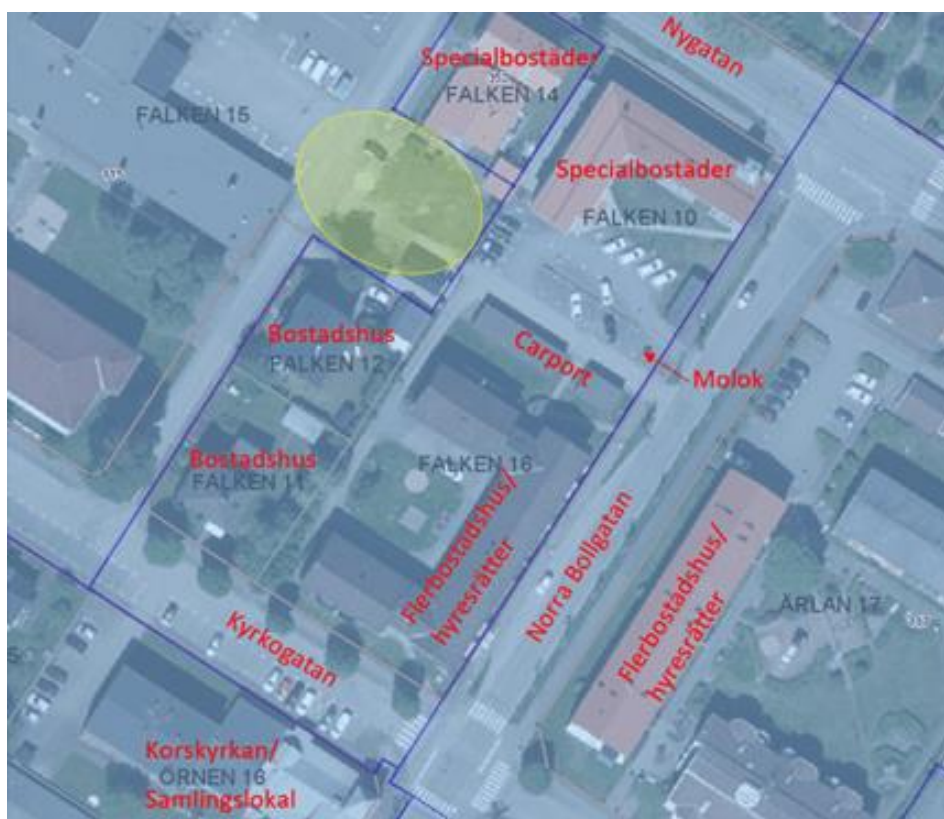 Nygatan
Specialbostäder
FALKEN 14
FALKEN 15
Specialbostäder
FALKEN 10
Bostadshus
FALKEN 12
Carport
Molok
Bostadshus
FALKEN 11
FALKEN 16
Flerbostadshus/
hyresrätter
Norra Bollgatan
Flerbostadshus/
hyresrätter
ÄRLAN 17
Kyrkogatan
Korskyrkan/
ÖRNEN 16
Samlingslokal